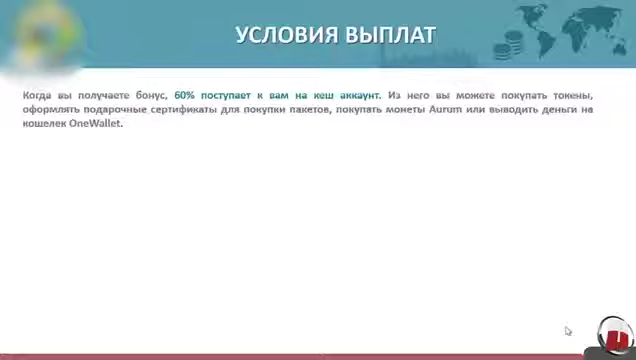 УСЛОВИЯ ВЫПЛАТ
Когда вы получаете бонус, 60% поступает к вам на кеш аккаунт. Из него вы можете покупать токены,
оформлять подарочные сертификаты для покупки пакетов, покупать монеты Aurum или выводить деньги на
кошелек OneWallet.